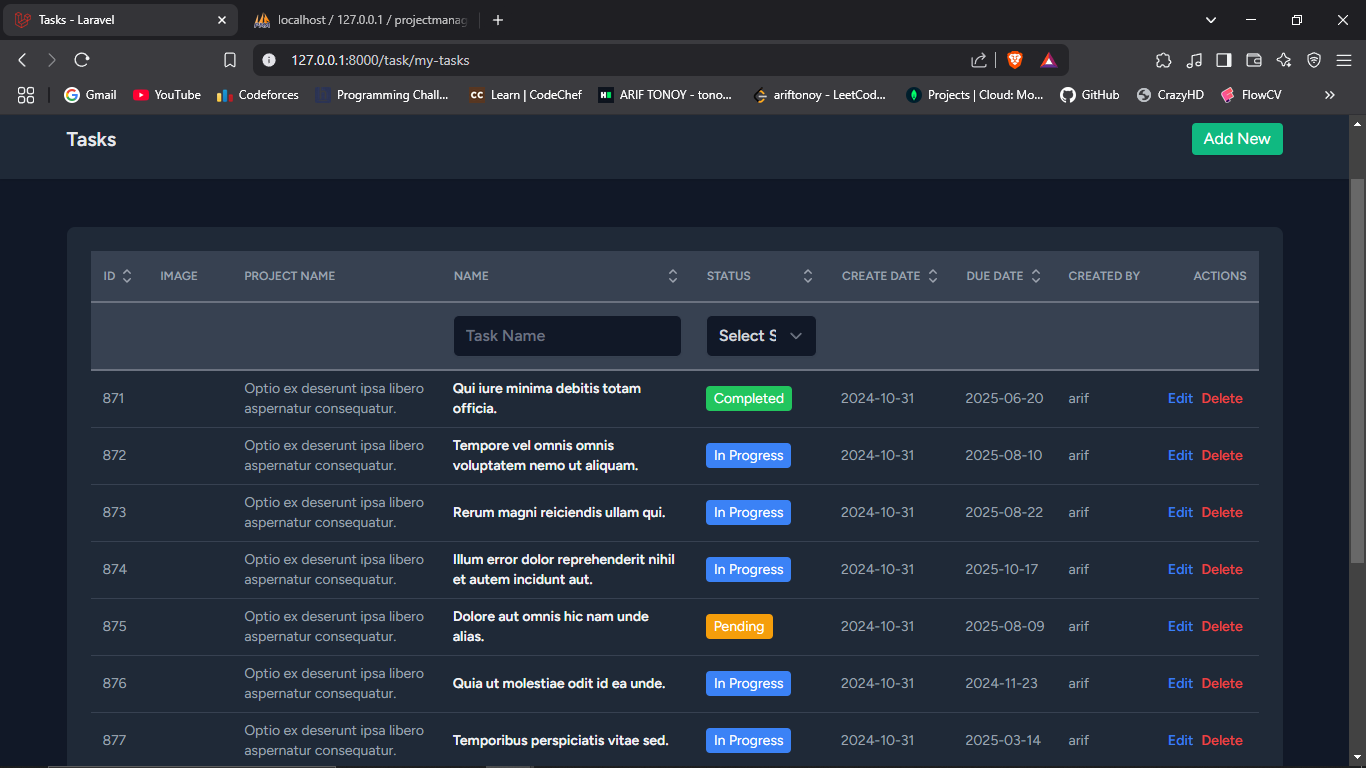 Tasks - Laravel
localhost / 127.0.0.1 / projectmanag
127.0.0.1:8000/task/my-tasks
Gmail YouTube Codeforces Programming Chall... CC Learn | CodeChef H ARIF TONOY - tono... ariftonoy - LeetCod... Projects | Cloud: Mo... GitHub CrazyHD FlowCV
Tasks Add New
ID IMAGE PROJECT NAME NAME STATUS CREATE DATE DUE DATE CREATED BY ACTIONS
Task Name Select S
871 Optio ex deserunt ipsa libero aspernatur consequatur. Qui iure minima debitis totam officia. Completed 2024-10-31 2025-06-20 arif Edit Delete
872 Optio ex deserunt ipsa libero aspernatur consequatur. Tempore vel omnis omnis voluptatem nemo ut aliquam. In Progress 2024-10-31 2025-08-10 arif Edit Delete
873 Optio ex deserunt ipsa libero aspernatur consequatur. Rerum magni reiciendis ullam qui. In Progress 2024-10-31 2025-08-22 arif Edit Delete
874 Optio ex deserunt ipsa libero aspernatur consequatur. Illum error dolor reprehenderit nihil et autem incidunt aut. In Progress 2024-10-31 2025-10-17 arif Edit Delete
875 Optio ex deserunt ipsa libero aspernatur consequatur. Dolore aut omnis hic nam unde alias. Pending 2024-10-31 2025-08-09 arif Edit Delete
876 Optio ex deserunt ipsa libero aspernatur consequatur. Quia ut molestiae odit id ea unde. In Progress 2024-10-31 2024-11-23 arif Edit Delete
877 Optio ex deserunt ipsa libero aspernatur consequatur. Temporibus perspiciatis vitae sed. In Progress 2024-10-31 2025-03-14 arif Edit Delete